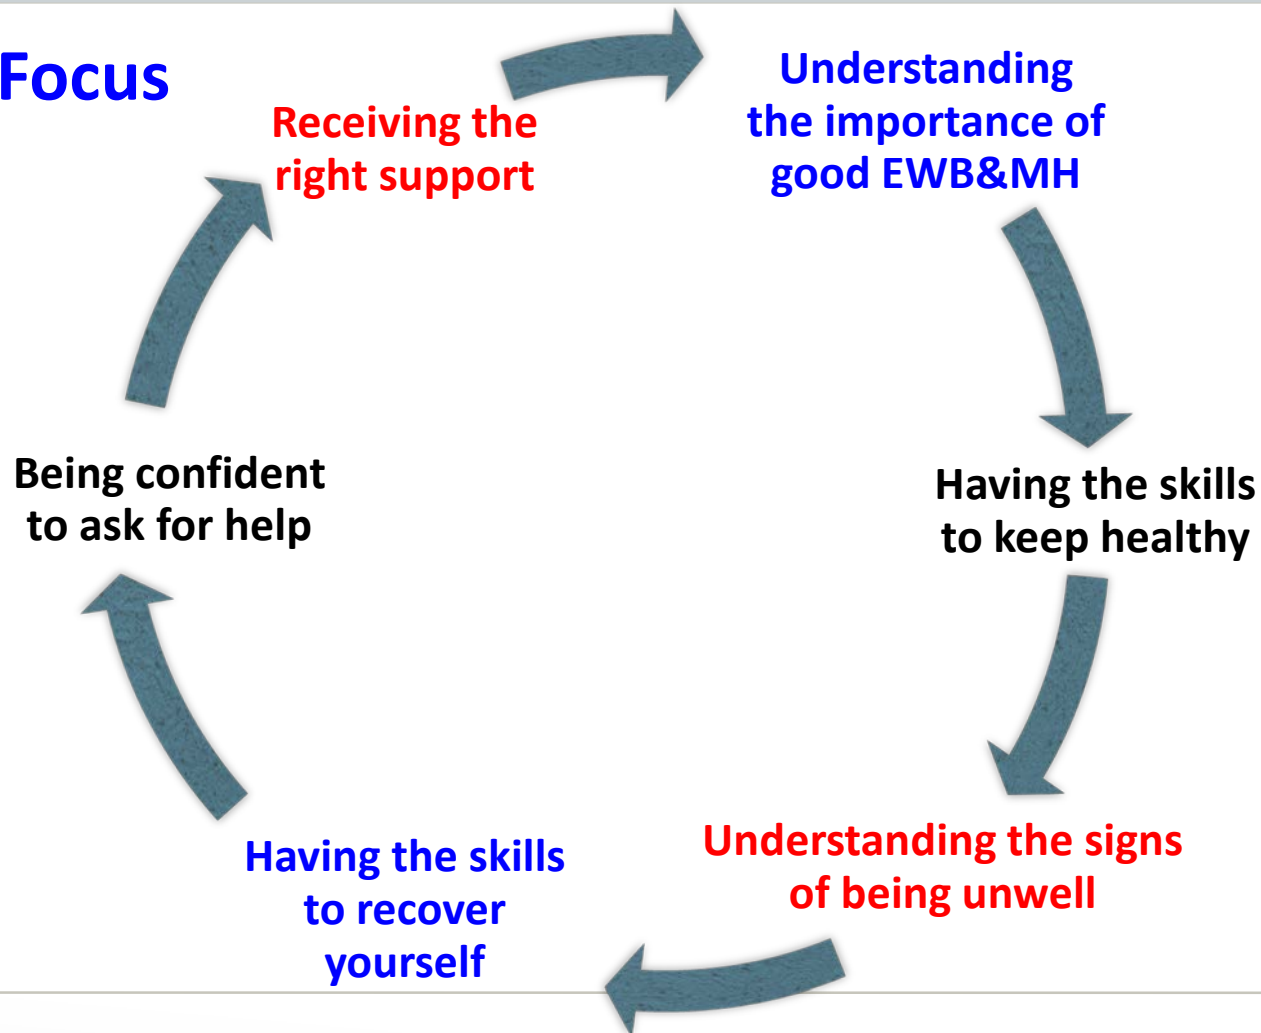 Focus
Receiving the
right support
Understanding
the importance of
good EWB&MH
Having the skills
to keep healthy
Understanding the signs
of being unwell
Having the skills
to recover
yourself
Being confident
to ask for help